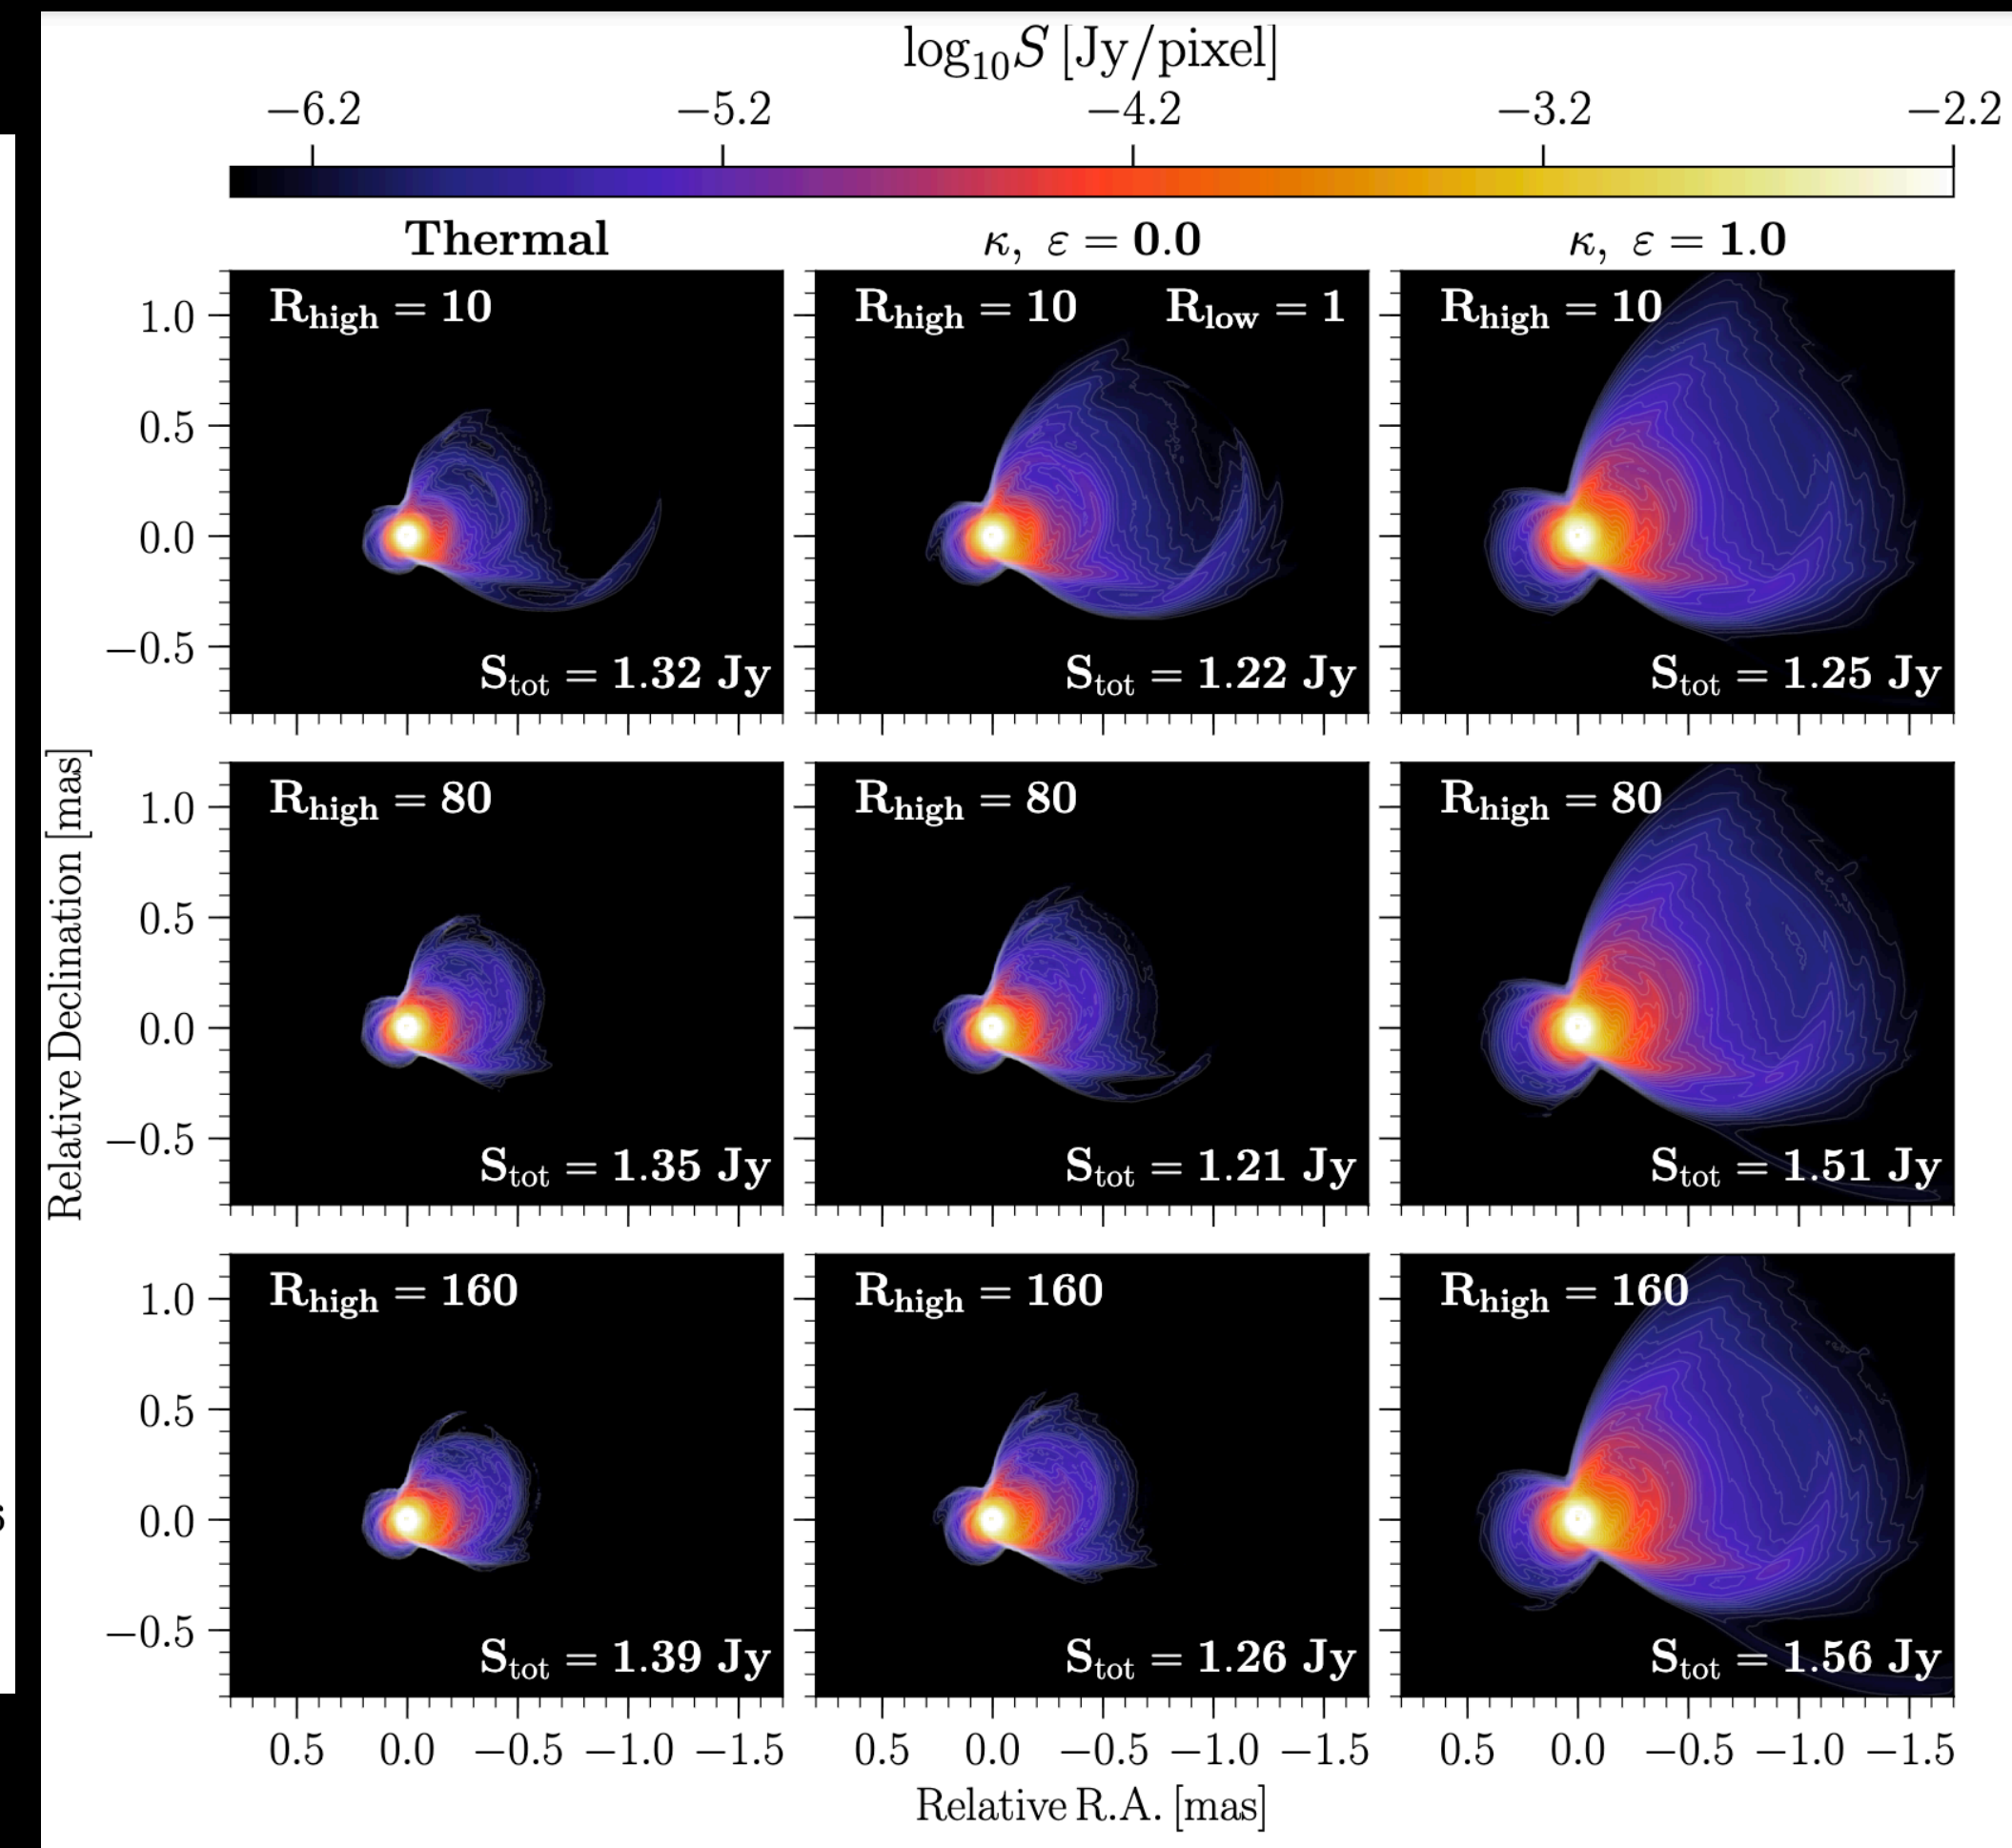 log₁₀S [Jy/pixel]
−6.2 −5.2 −4.2 −3.2 −2.2
Thermal κ, ε = 0.0 κ, ε = 1.0
R_high = 10 R_high = 10 R_low = 1 R_high = 10
1.0
0.5
0.0
−0.5
S_tot = 1.32 Jy S_tot = 1.22 Jy S_tot = 1.25 Jy
Relative Declination [mas]
R_high = 80 R_high = 80 R_high = 80
1.0
0.5
0.0
−0.5
S_tot = 1.35 Jy S_tot = 1.21 Jy S_tot = 1.51 Jy
R_high = 160 R_high = 160 R_high = 160
1.0
0.5
0.0
−0.5
S_tot = 1.39 Jy S_tot = 1.26 Jy S_tot = 1.56 Jy
0.5 0.0 −0.5 −1.0 −1.5 0.5 0.0 −0.5 −1.0 −1.5 0.5 0.0 −0.5 −1.0 −1.5
Relative R.A. [mas]